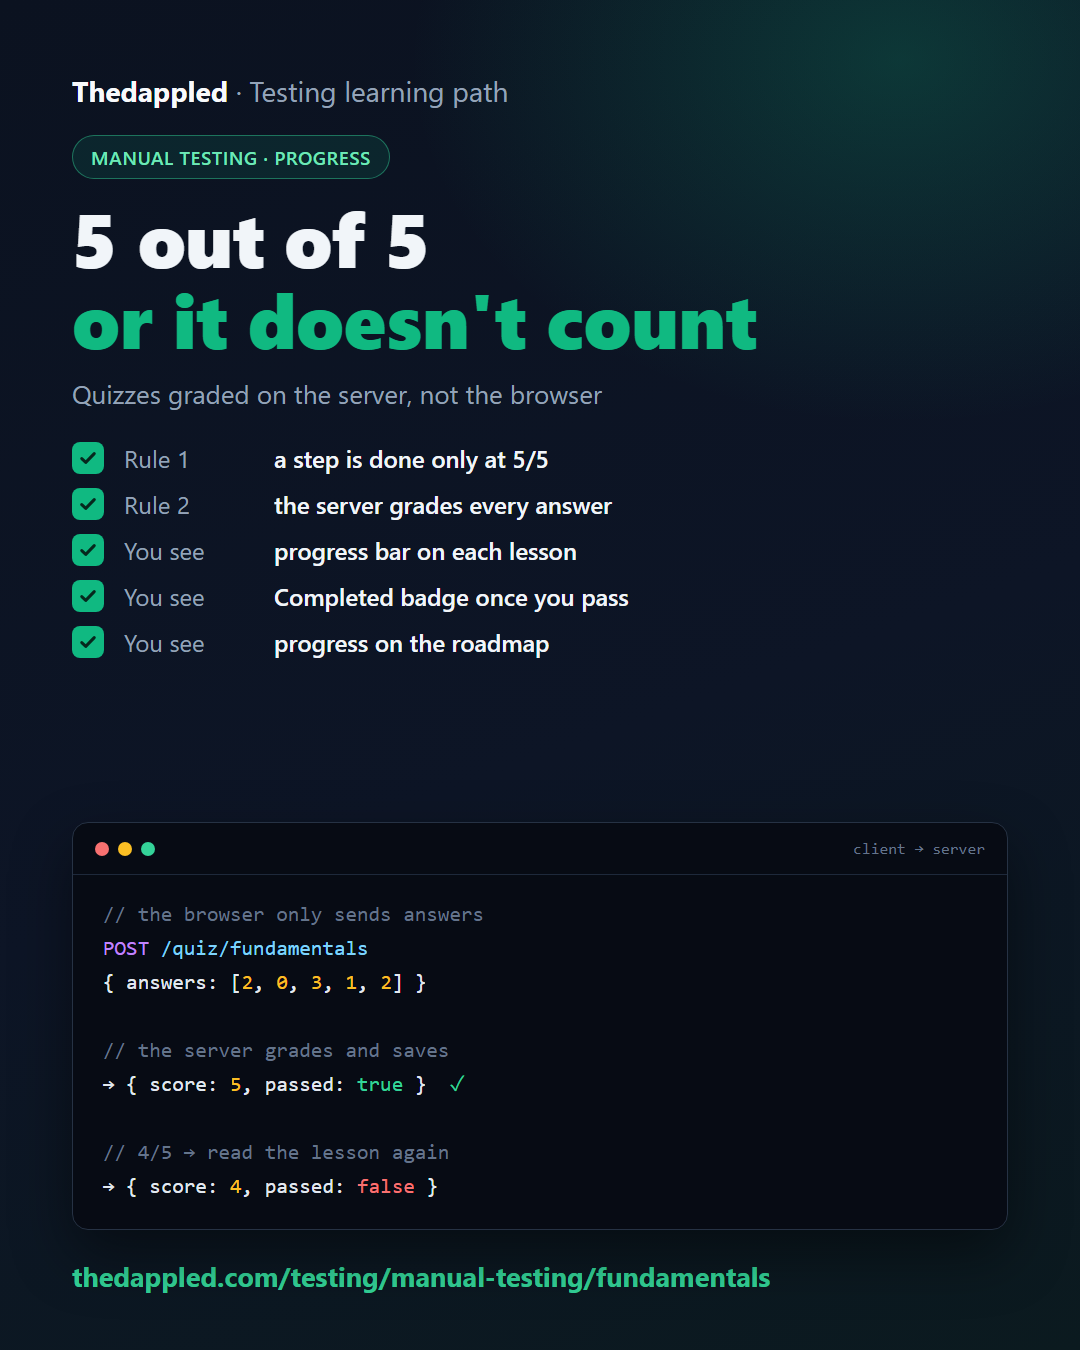 Thedappled · Testing learning path
MANUAL TESTING · PROGRESS
5 out of 5
or it doesn't count
Quizzes graded on the server, not the browser
Rule 1 a step is done only at 5/5
Rule 2 the server grades every answer
You see progress bar on each lesson
You see Completed badge once you pass
You see progress on the roadmap
client → server
// the browser only sends answers
POST /quiz/fundamentals
{ answers: [2, 0, 3, 1, 2] }
// the server grades and saves
→ { score: 5, passed: true } ✓
// 4/5 → read the lesson again
→ { score: 4, passed: false }
thedappled.com/testing/manual-testing/fundamentals